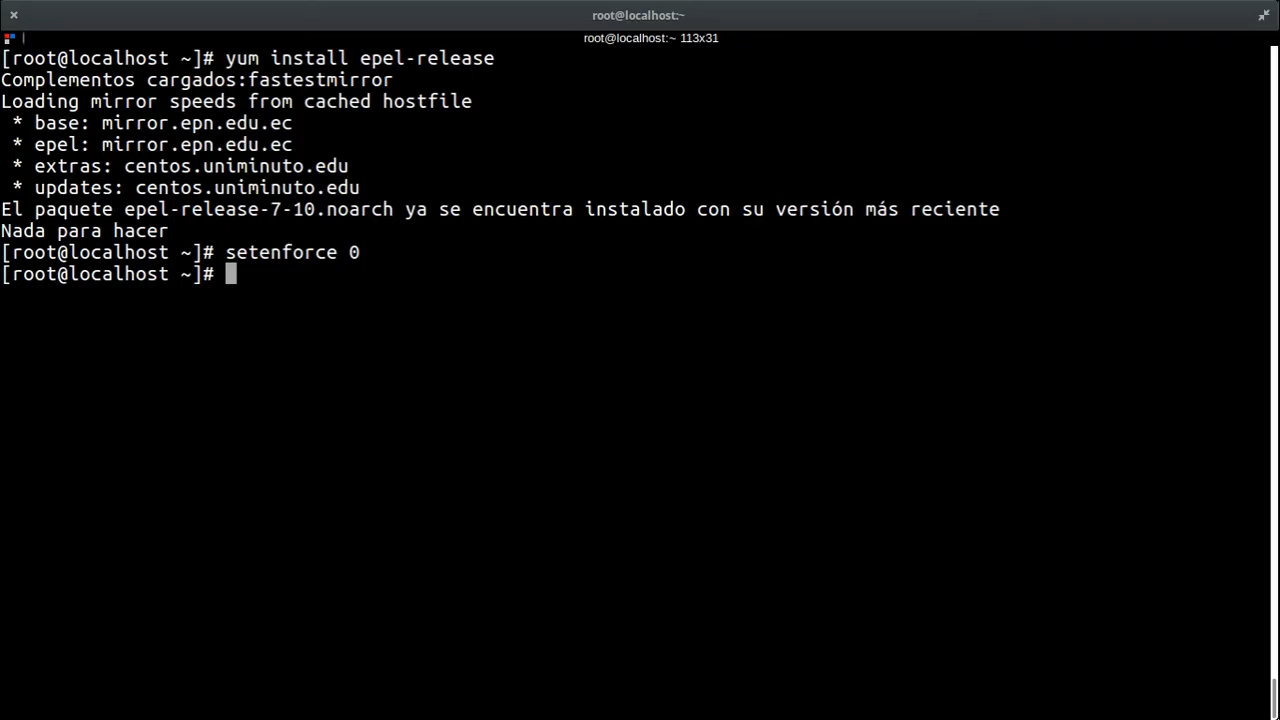 root@localhost:~
root@localhost:~ 113x31
[root@localhost ~]# yum install epel-release
Complementos cargados:fastestmirror
Loading mirror speeds from cached hostfile
 * base: mirror.epn.edu.ec
 * epel: mirror.epn.edu.ec
 * extras: centos.uniminuto.edu
 * updates: centos.uniminuto.edu
El paquete epel-release-7-10.noarch ya se encuentra instalado con su versión más reciente
Nada para hacer
[root@localhost ~]# setenforce 0
[root@localhost ~]#